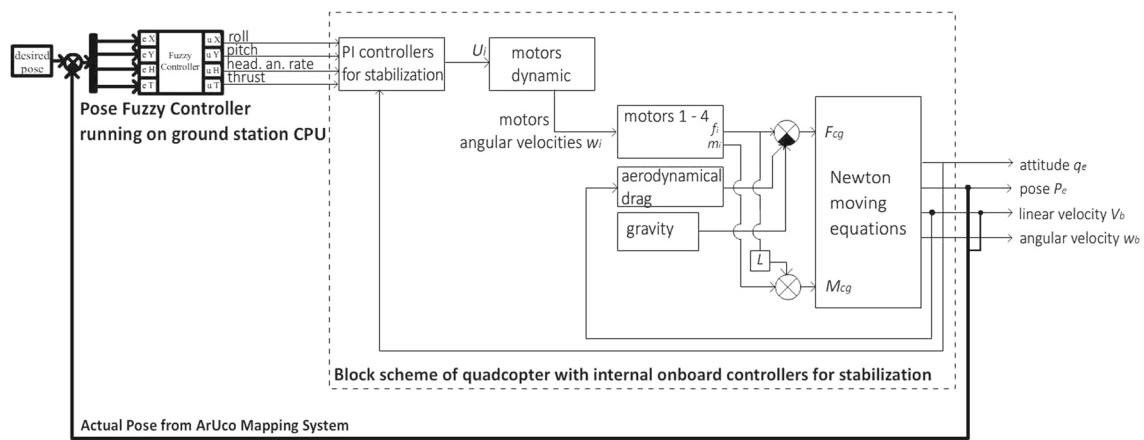 desired
pose
e X
e Y
e H
e T
Fuzzy
Controller
u X
u Y
u H
u T
roll
pitch
head. an. rate
thrust
Pose Fuzzy Controller
running on ground station CPU
PI controllers
for stabilization
Ui
motors
dynamic
motors
angular velocities wi
motors 1 - 4
fi
mi
aerodynamical
drag
gravity
L
Fcg
Newton
moving
equations
Mcg
attitude qe
pose Pe
linear velocity Vb
angular velocity wb
Block scheme of quadcopter with internal onboard controllers for stabilization
Actual Pose from ArUco Mapping System